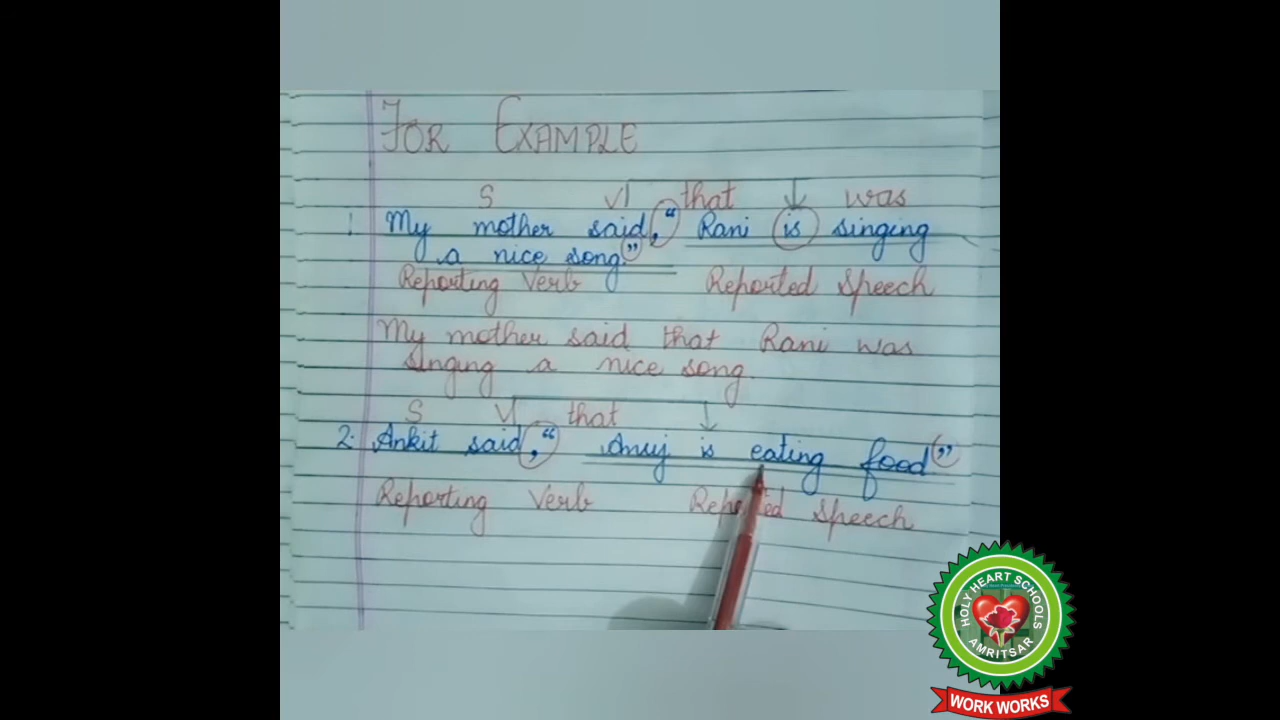 FOR EXAMPLE
S V that was
1. My mother said, “ Rani is singing
a nice song.”
Reporting Verb Reported Speech
My mother said that Rani was
singing a nice song.
S V that
2. Ankit said, “ Anuj is eating food”
Reporting Verb Reported Speech
HOLY HEART SCHOOLS
AMRITSAR
WORK WORKS